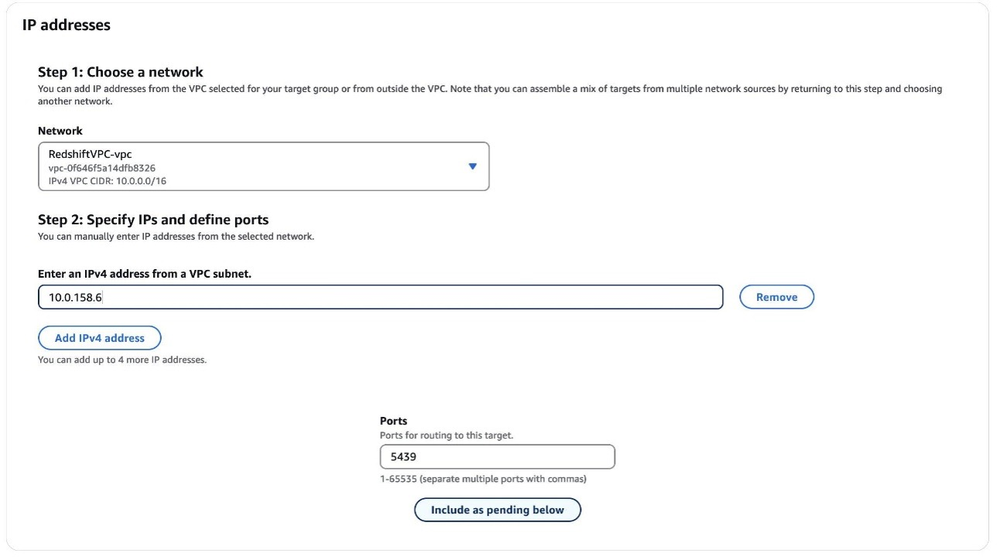 IP addresses
Step 1: Choose a network
You can add IP addresses from the VPC selected for your target group or from outside the VPC. Note that you can assemble a mix of targets from multiple network sources by returning to this step and choosing
another network.
Network
RedshiftVPC-vpc
vpc-0f646f5a14dfb8326
IPv4 VPC CIDR: 10.0.0.0/16
Step 2: Specify IPs and define ports
You can manually enter IP addresses from the selected network.
Enter an IPv4 address from a VPC subnet.
10.0.158.6
Remove
Add IPv4 address
You can add up to 4 more IP addresses.
Ports
Ports for routing to this target.
5439
1-65535 (separate multiple ports with commas)
Include as pending below